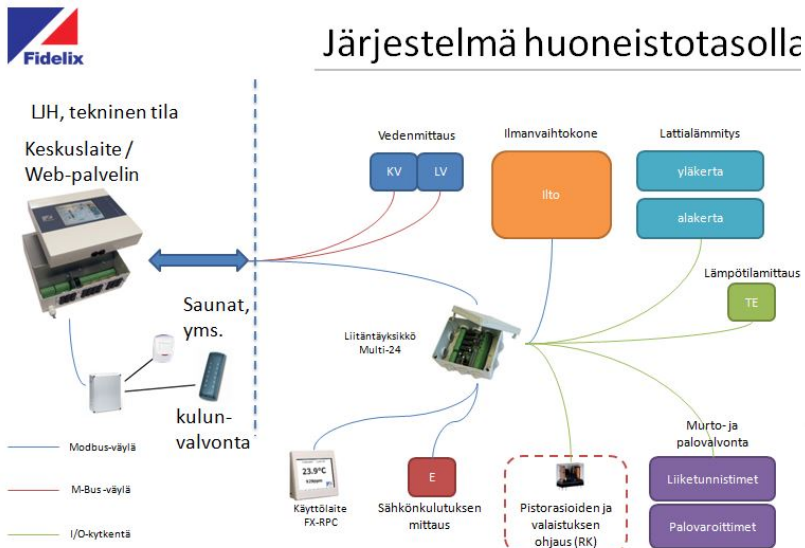 Fidelix
Järjestelmä huoneistotasolla
LJH, tekninen tila
Keskuslaite /
Web-palvelin
Saunat,
yms.
kulun-
valvonta
Modbus-väylä
M-Bus -väylä
I/O-kytkentä
Vedenmittaus
KV
LV
Ilmanvaihtokone
Ilto
Lattialämmitys
yläkerta
alakerta
Lämpötilamittaus
TE
Liitäntäyksikkö
Multi-24
23.9°C
Käyttölaite
FX-RPC
E
Sähkönkulutuksen
mittaus
Pistorasioiden ja
valaistuksen
ohjaus (RK)
Murto- ja
palovalvonta
Liiketunnistimet
Palovaroittimet